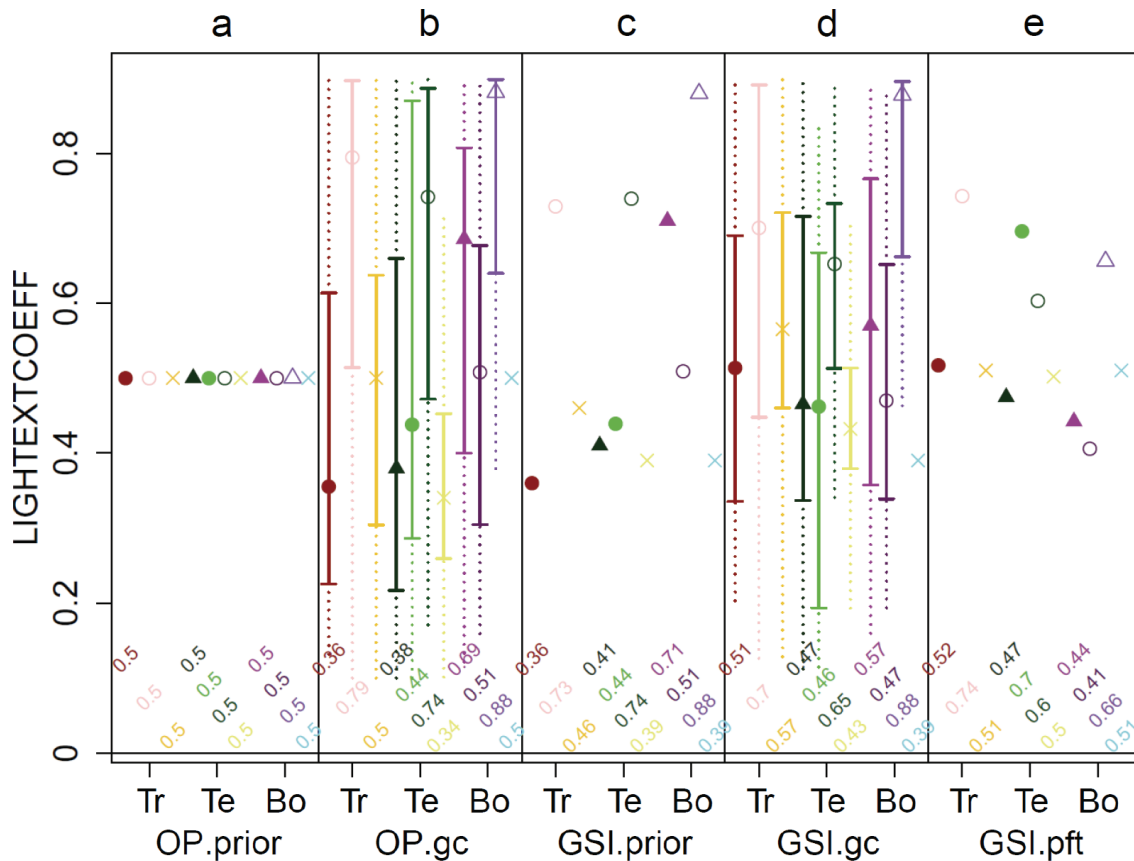 a b c d e
LIGHTEXTCOEFF
0.8
0.6
0.4
0.2
0
0.5 0.5 0.5 0.5 0.5 0.5 0.5 0.5 0.5 0.5 0.5
0.36 0.79 0.5 0.38 0.44 0.74 0.34 0.69 0.51 0.88 0.5
0.36 0.73 0.46 0.41 0.44 0.74 0.39 0.71 0.51 0.88 0.39
0.51 0.7 0.57 0.47 0.46 0.65 0.43 0.57 0.47 0.88 0.39
0.52 0.74 0.51 0.47 0.7 0.6 0.5 0.44 0.41 0.66 0.51
Tr Te Bo Tr Te Bo Tr Te Bo Tr Te Bo Tr Te Bo
OP.prior OP.gc GSI.prior GSI.gc GSI.pft